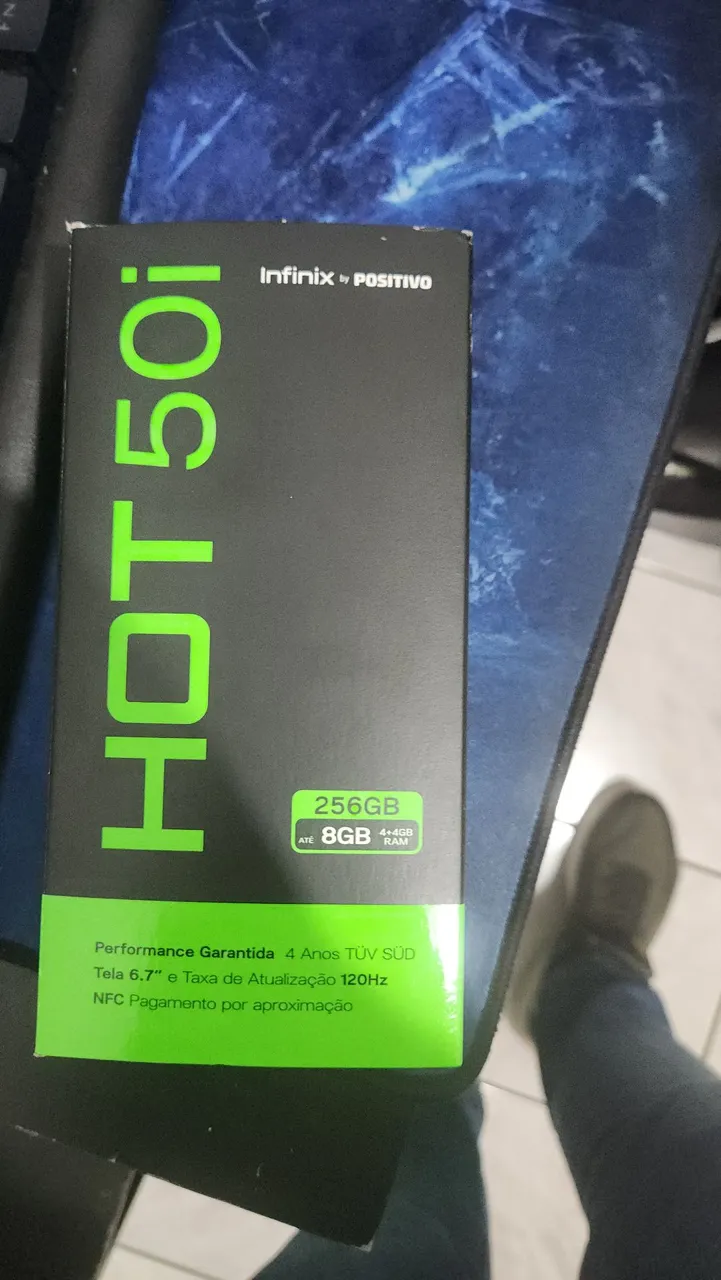 Infinix by POSITIVO
HOT 50i
256GB
ATÉ 8GB 4+4GB RAM
Performance Garantida 4 Anos TÜV SÜD
Tela 6.7" e Taxa de Atualização 120Hz
NFC Pagamento por aproximação